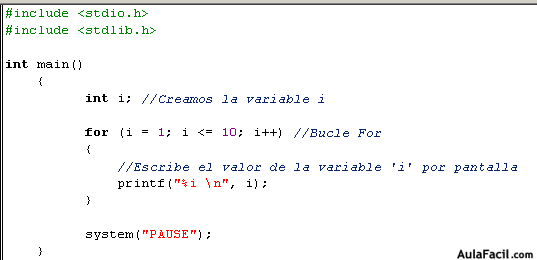 #include <stdio.h>
#include <stdlib.h>
int main()
{
int i; //Creamos la variable i
for (i = 1; i <= 10; i++) //Bucle For
{
//Escribe el valor de la variable 'i' por pantalla
printf("%i \n", i);
}
system("PAUSE");
}
AulaFacil.com